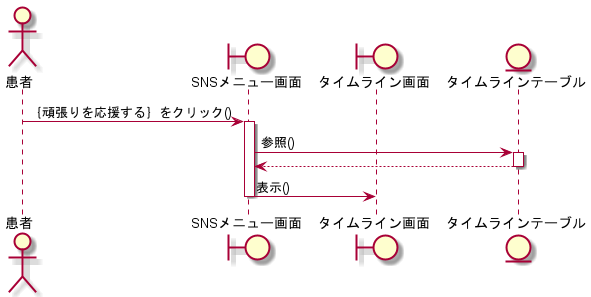 患者
SNSメニュー画面
タイムライン画面
タイムラインテーブル
{頑張りを応援する} をクリック()
参照()
表示()
患者
SNSメニュー画面
タイムライン画面
タイムラインテーブル